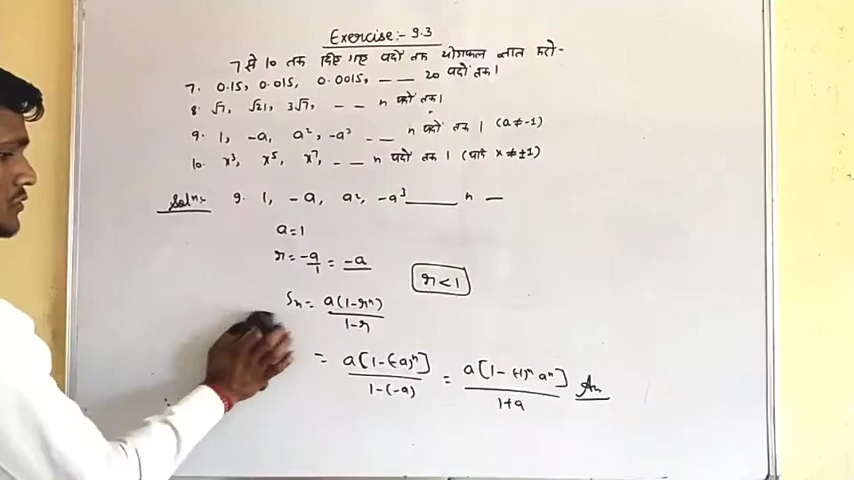 Exercise:- 9.3
7 से 10 तक दिए गए पदों तक योगफल ज्ञात करो-
7. 0.15, 0.015, 0.0015, - - 20 पदों तक।
8. √7, √21, 3√7, - - n पदों तक।
9. 1, -a, a², -a³ - - n पदों तक। (a≠-1)
10. x³, x⁵, x⁷, - - n पदों तक। (यदि x≠±1)
Solⁿ:- 9. 1, -a, a², -a³ ____ n —
a=1
r = -a/1 = -a
r<1
Sn = a(1-rⁿ)/1-r
= a[1-(-a)ⁿ]/1-(-a) = a[1-(-1)ⁿ aⁿ]/1+a Ans